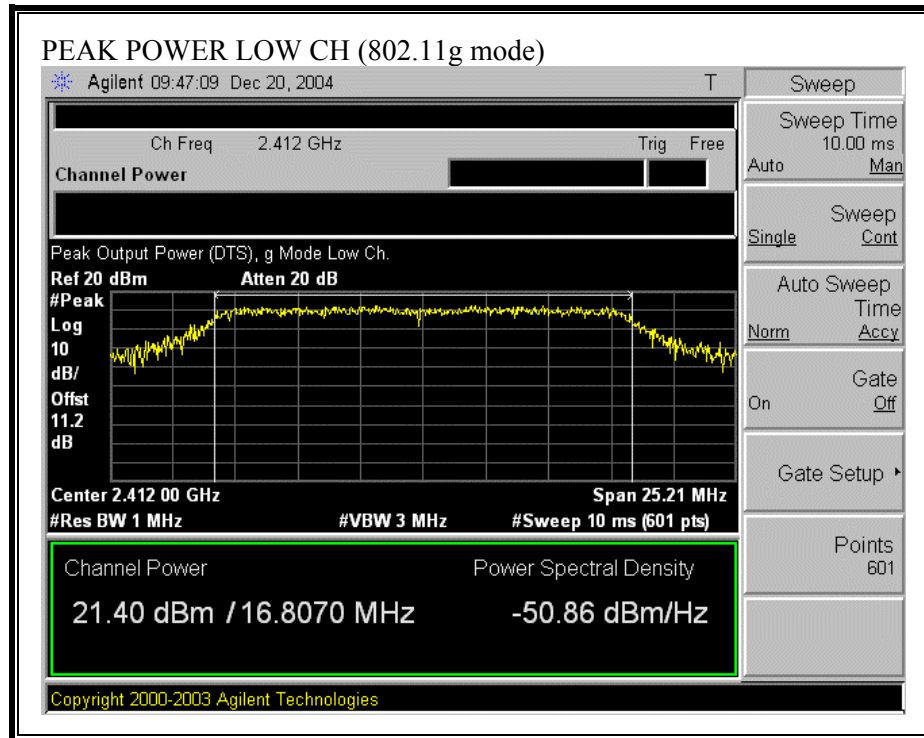 PEAK POWER LOW CH (802.11g mode)
Agilent 09:47:09 Dec 20, 2004 T
Sweep
Ch Freq 2.412 GHz Trig Free
Channel Power
Sweep Time
10.00 ms
Auto Man
Sweep
Single Cont
Auto Sweep
Time
Norm Accy
Gate
On Off
Gate Setup
Points
601
Peak Output Power (DTS), g Mode Low Ch.
Ref 20 dBm Atten 20 dB
#Peak
Log
10
dB/
Offst
11.2
dB
Center 2.412 00 GHz Span 25.21 MHz
#Res BW 1 MHz #VBW 3 MHz #Sweep 10 ms (601 pts)
Channel Power Power Spectral Density
21.40 dBm / 16.8070 MHz -50.86 dBm/Hz
Copyright 2000-2003 Agilent Technologies